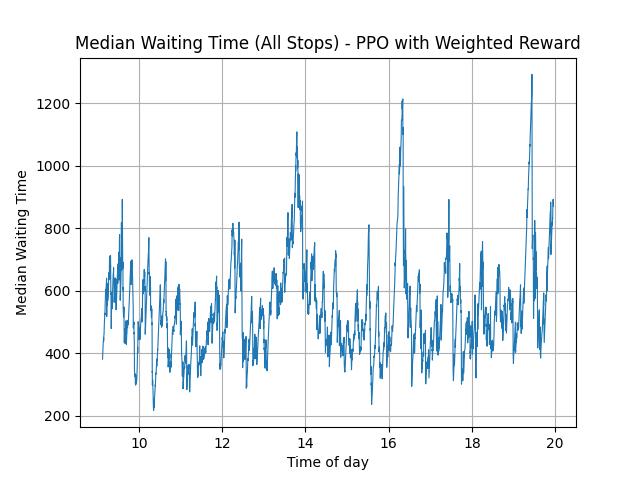 Median Waiting Time (All Stops) - PPO with Weighted Reward
Median Waiting Time
1200
1000
800
600
400
200
10 12 14 16 18 20
Time of day